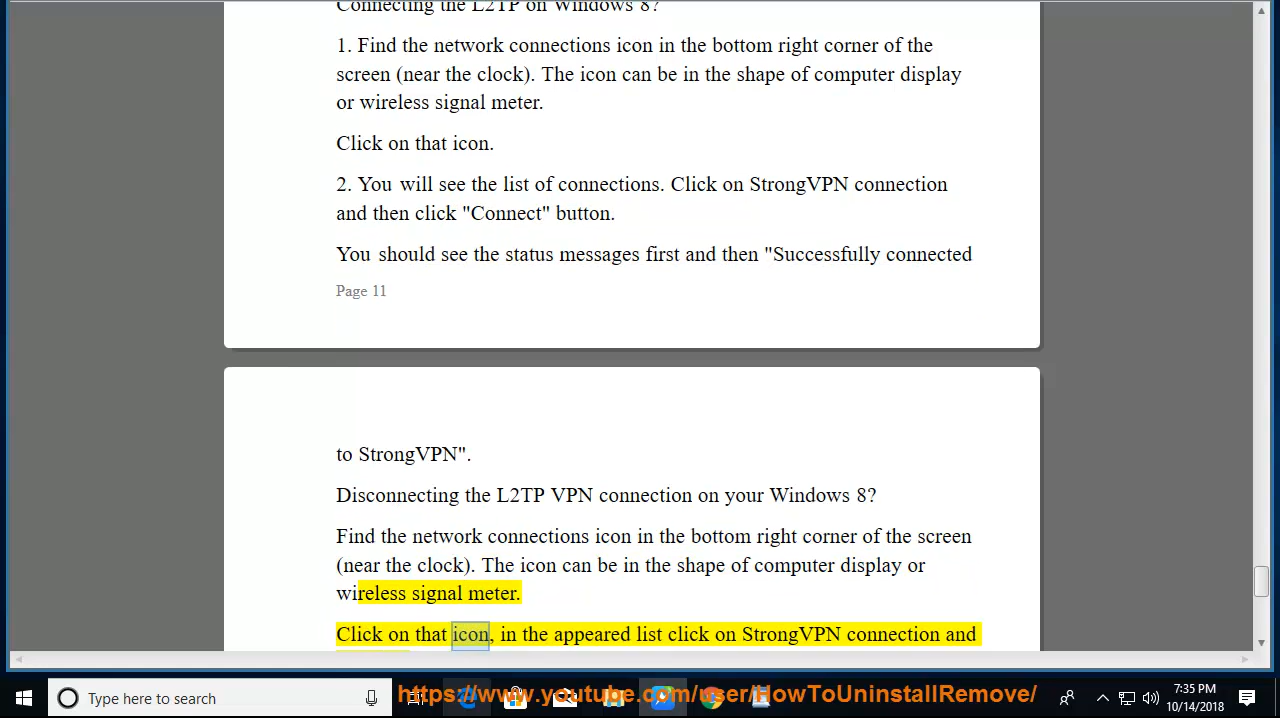 Connecting the L2TP on Windows 8?
1. Find the network connections icon in the bottom right corner of the
screen (near the clock). The icon can be in the shape of computer display
or wireless signal meter.
Click on that icon.
2. You will see the list of connections. Click on StrongVPN connection
and then click "Connect" button.
You should see the status messages first and then "Successfully connected
Page 11
to StrongVPN".
Disconnecting the L2TP VPN connection on your Windows 8?
Find the network connections icon in the bottom right corner of the screen
(near the clock). The icon can be in the shape of computer display or
wireless signal meter.
Click on that icon, in the appeared list click on StrongVPN connection and
Type here to search
https://www.youtube.com/user/HowToUninstallRemove/
7:35 PM
10/14/2018